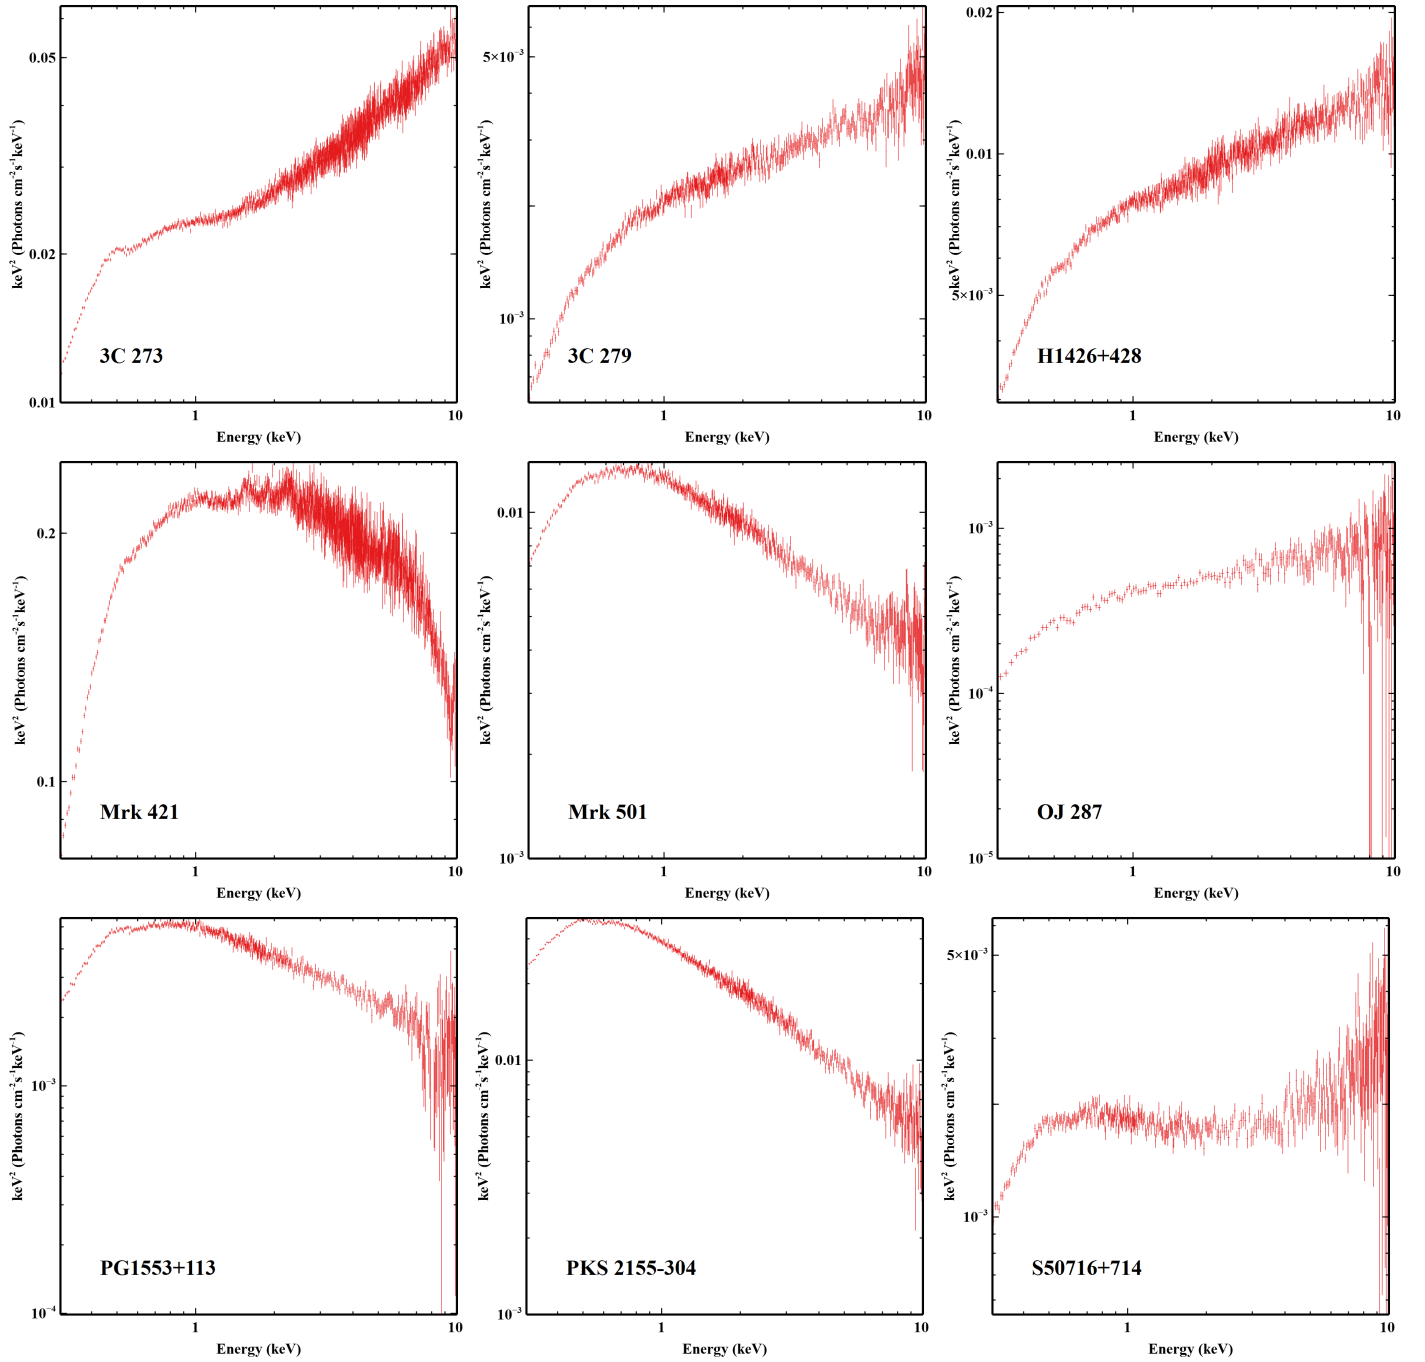 0.05
0.02
0.01
keV² (Photons cm⁻²s⁻¹keV⁻¹)
3C 273
1
10
Energy (keV)
5×10⁻³
10⁻³
keV² (Photons cm⁻²s⁻¹keV⁻¹)
3C 279
1
10
Energy (keV)
0.02
0.01
5×10⁻³
keV² (Photons cm⁻²s⁻¹keV⁻¹)
H1426+428
1
10
Energy (keV)
0.2
0.1
keV² (Photons cm⁻²s⁻¹keV⁻¹)
Mrk 421
1
10
Energy (keV)
0.01
10⁻³
keV² (Photons cm⁻²s⁻¹keV⁻¹)
Mrk 501
1
10
Energy (keV)
10⁻³
10⁻⁴
10⁻⁵
keV² (Photons cm⁻²s⁻¹keV⁻¹)
OJ 287
1
10
Energy (keV)
10⁻³
10⁻⁴
keV² (Photons cm⁻²s⁻¹keV⁻¹)
PG1553+113
1
10
Energy (keV)
0.01
10⁻³
keV² (Photons cm⁻²s⁻¹keV⁻¹)
PKS 2155-304
1
10
Energy (keV)
5×10⁻³
10⁻³
keV² (Photons cm⁻²s⁻¹keV⁻¹)
S50716+714
1
10
Energy (keV)